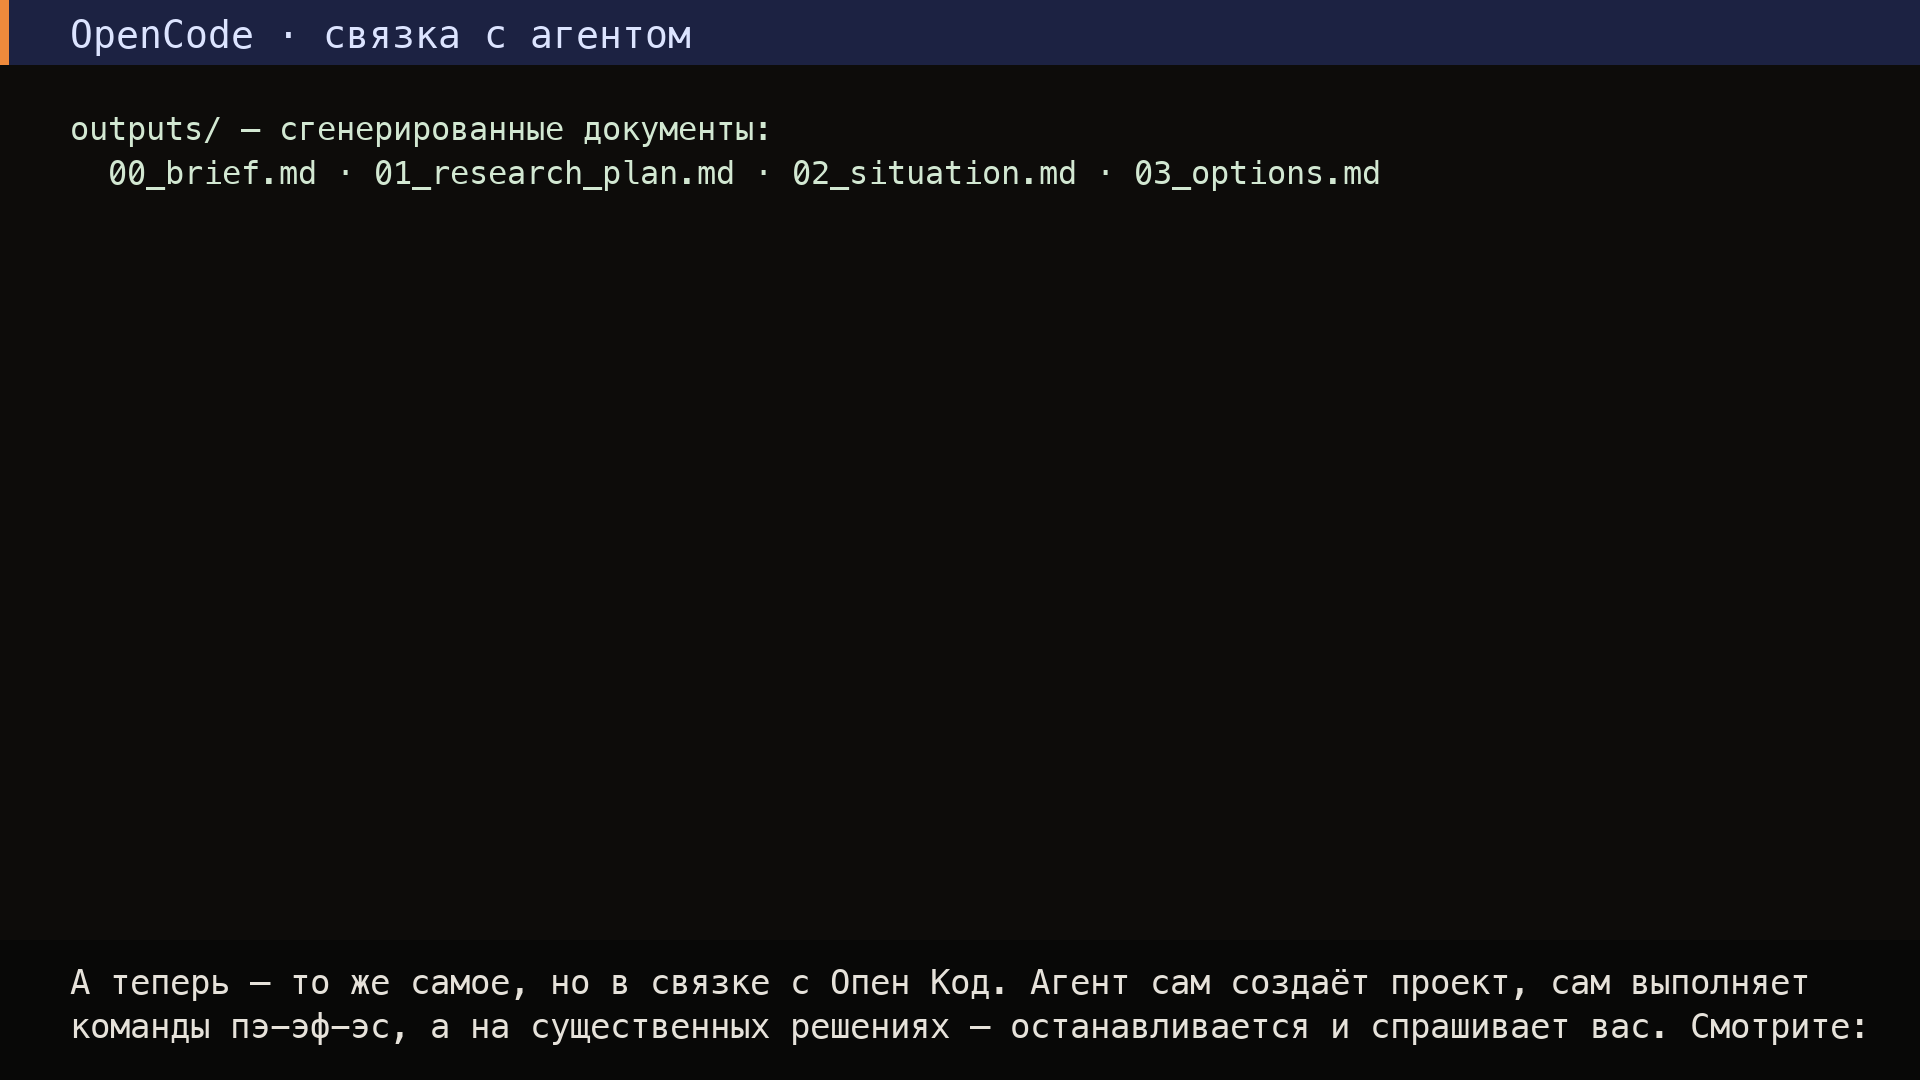 OpenCode · связка с агентом
outputs/ — сгенерированные документы:
00_brief.md · 01_research_plan.md · 02_situation.md · 03_options.md
А теперь — то же самое, но в связке с Опен Код. Агент сам создаёт проект, сам выполняет
команды пэ–эф–эс, а на существенных решениях — останавливается и спрашивает вас. Смотрите: